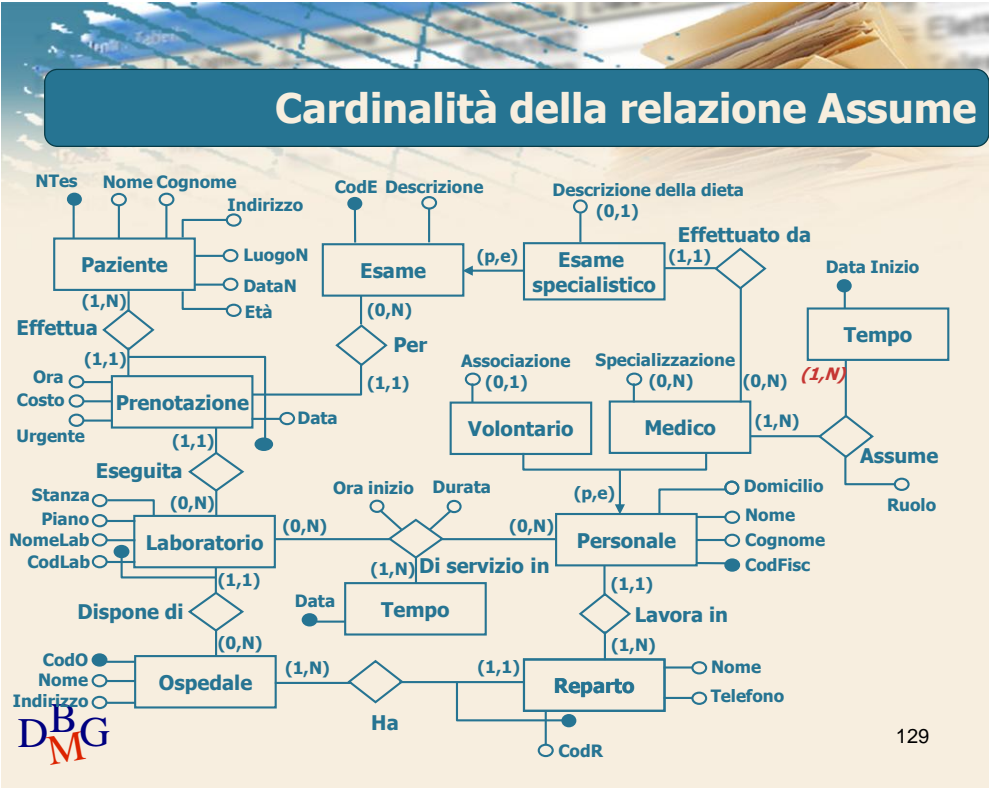 Cardinalità della relazione Assume
NTes Nome Cognome
Indirizzo
LuogoN
DataN
Età
Paziente
(1,N)
Effettua
(1,1)
CodE Descrizione
Esame
(0,N)
Per
(1,1)
(p,e)
Descrizione della dieta
(0,1)
Esame
specialistico
(1,1)
Effettuato da
(0,N)
Data Inizio
Tempo
(1,N)
Ora
Costo
Urgente
Prenotazione
Data
(1,1)
Eseguita
(0,N)
Associazione
(0,1)
Volontario
Specializzazione
(0,N)
Medico
(1,N)
Assume
Ruolo
(p,e)
Stanza
Piano
NomeLab
CodLab
Laboratorio
(0,N)
Ora inizio Durata
(0,N)
(1,N)
Di servizio in
Data
Tempo
Personale
Domicilio
Nome
Cognome
CodFisc
(1,1)
Dispone di
(0,N)
(1,1)
Lavora in
(1,N)
CodO
Nome
Indirizzo
Ospedale
(1,N)
Ha
(1,1)
Reparto
Nome
Telefono
CodR
DBMG
129